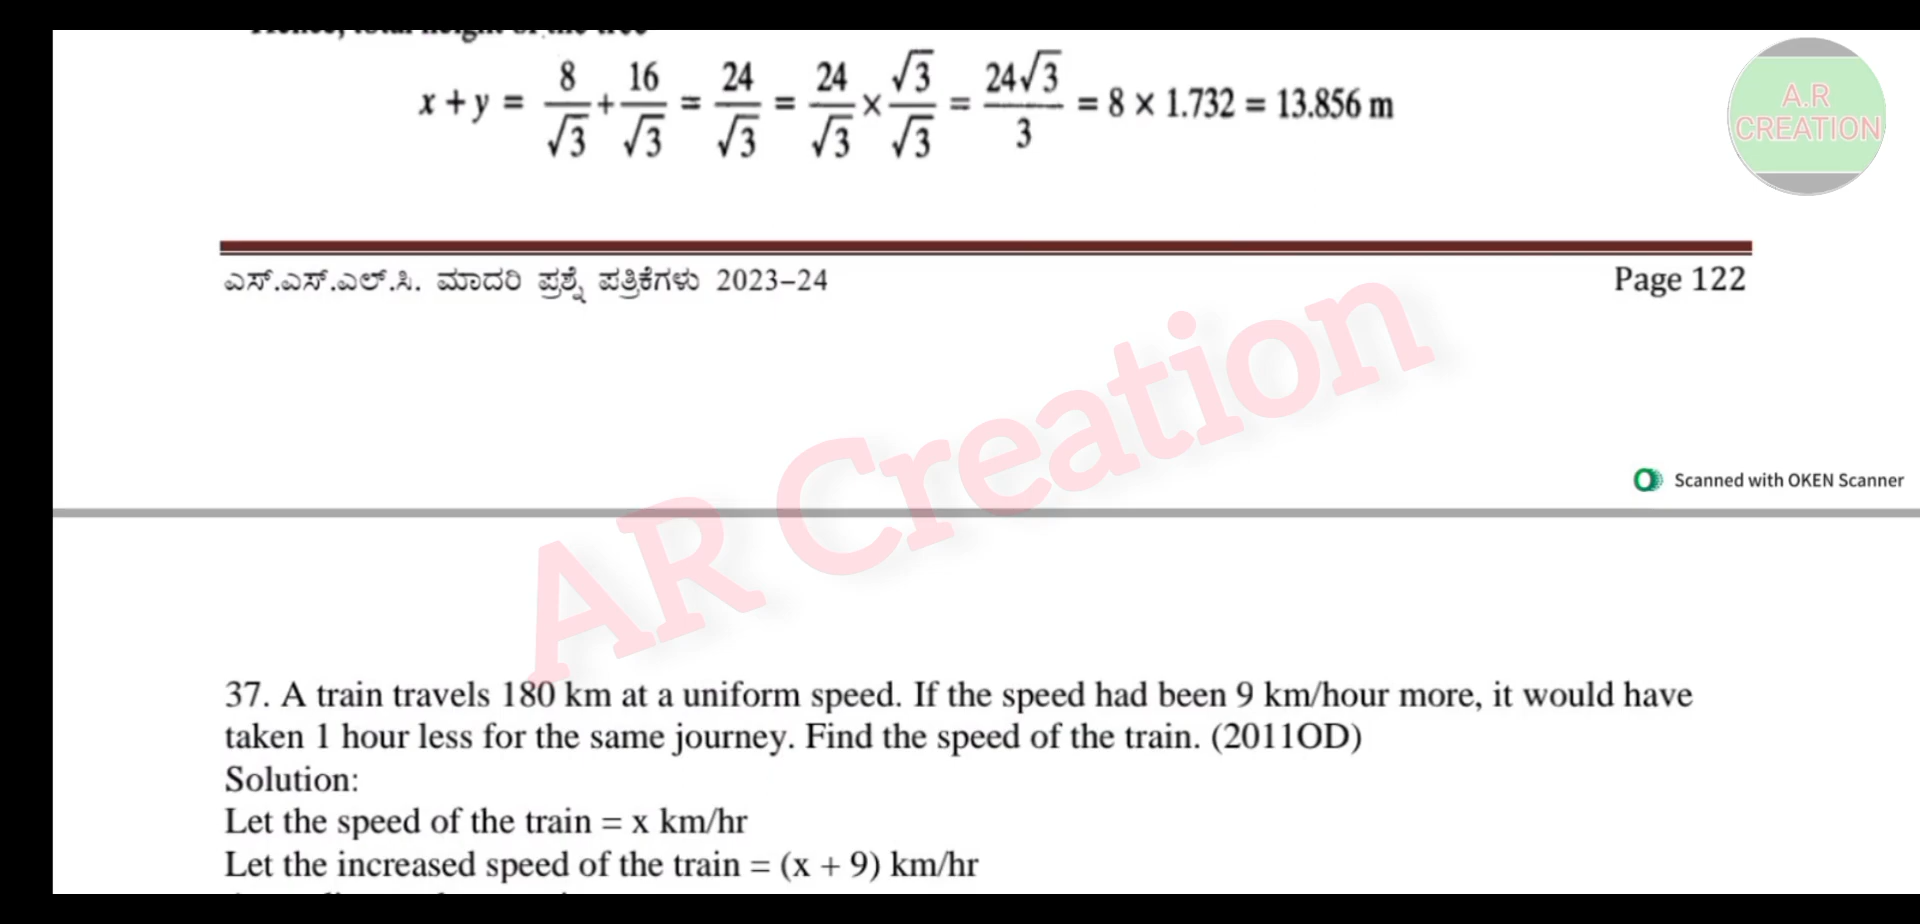 x + y = 8/√3 + 16/√3 = 24/√3 = 24/√3 × √3/√3 = 24√3/3 = 8 × 1.732 = 13.856 m
A.R
CREATION
ಎಸ್.ಎಸ್.ಎಲ್.ಸಿ. ಮಾದರಿ ಪ್ರಶ್ನೆ ಪತ್ರಿಕೆಗಳು 2023-24 Page 122
AR Creation
Scanned with OKEN Scanner
37. A train travels 180 km at a uniform speed. If the speed had been 9 km/hour more, it would have
taken 1 hour less for the same journey. Find the speed of the train. (2011OD)
Solution:
Let the speed of the train = x km/hr
Let the increased speed of the train = (x + 9) km/hr